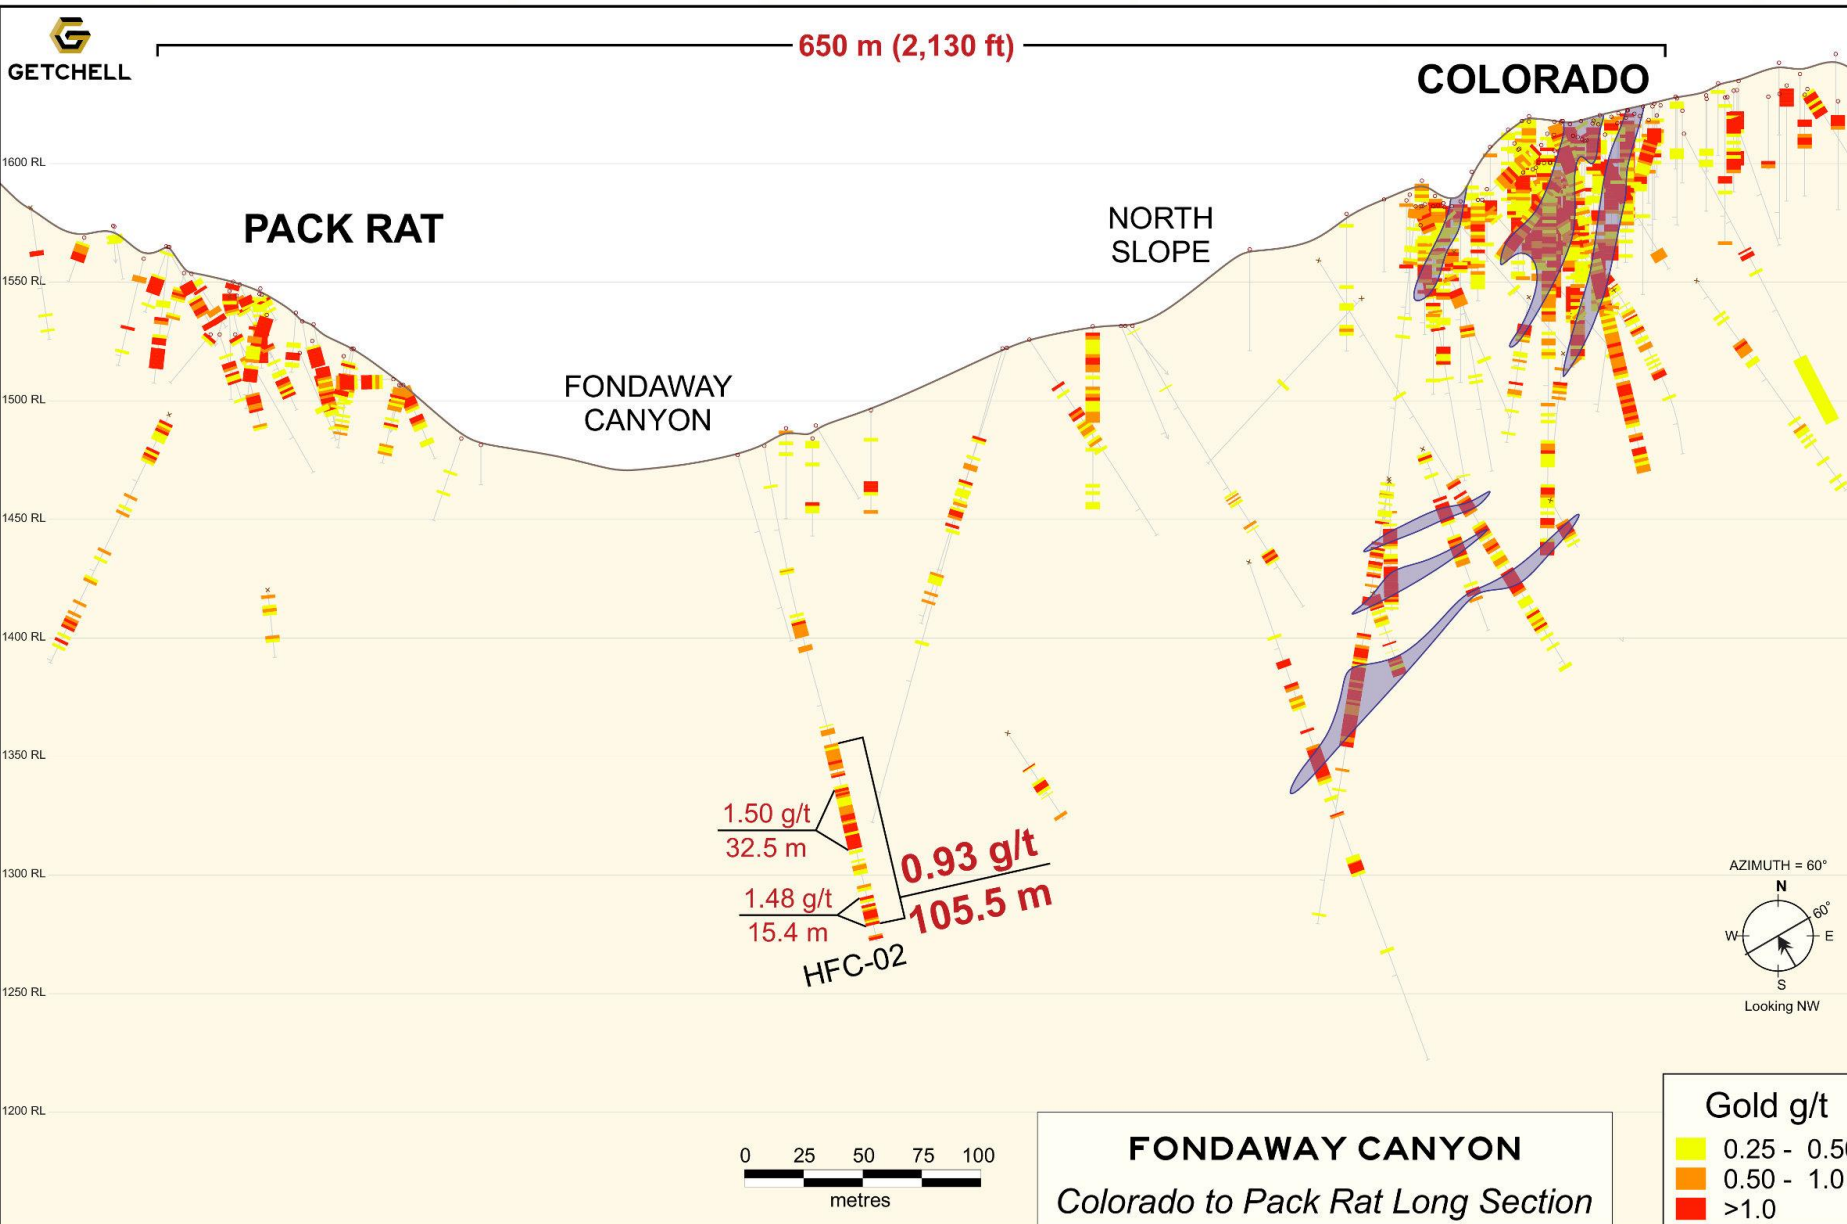 GETCHELL
650 m (2,130 ft)
COLORADO
PACK RAT
NORTH
SLOPE
FONDAWAY
CANYON
1600 RL
1550 RL
1500 RL
1450 RL
1400 RL
1350 RL
1300 RL
1250 RL
1200 RL
1.50 g/t
32.5 m
0.93 g/t
105.5 m
1.48 g/t
15.4 m
HFC-02
AZIMUTH = 60°
N
60°
W
E
S
Looking NW
0 25 50 75 100
metres
FONDAWAY CANYON
Colorado to Pack Rat Long Section
Gold g/t
0.25 - 0.50
0.50 - 1.0
>1.0